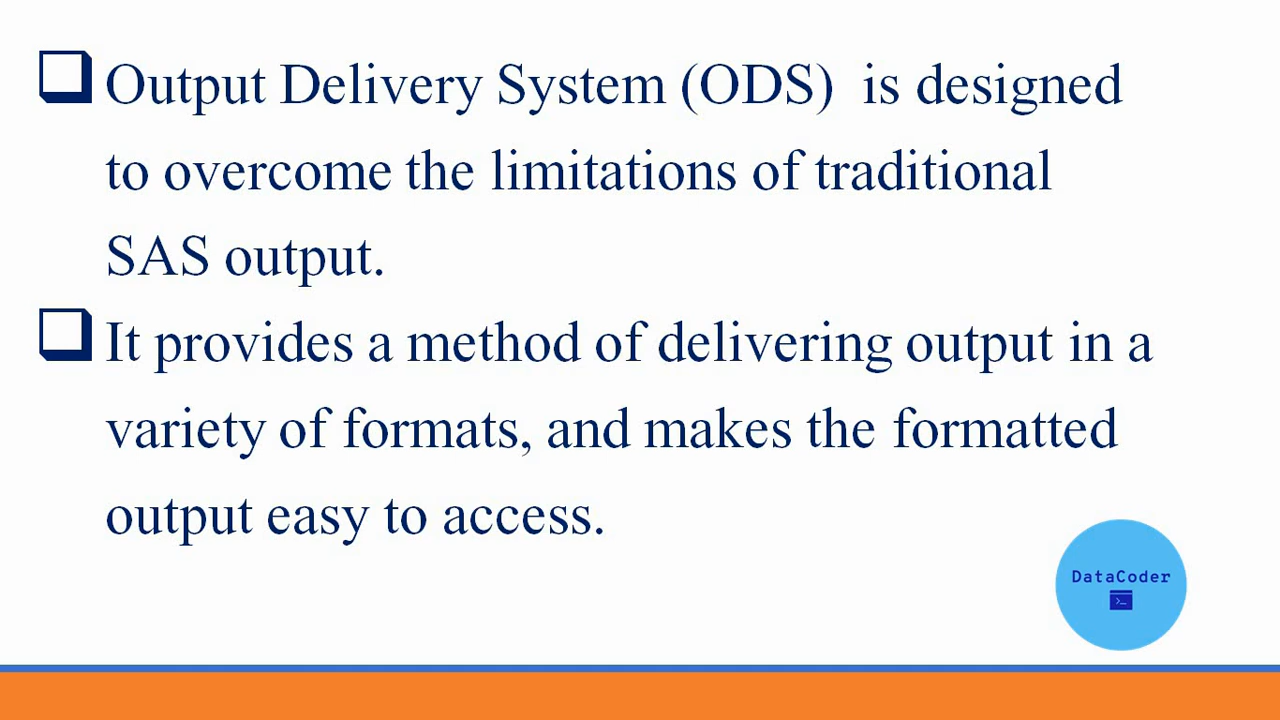 Output Delivery System (ODS)  is designed
to overcome the limitations of traditional
SAS output.
It provides a method of delivering output in a
variety of formats, and makes the formatted
output easy to access.
DataCoder
>_